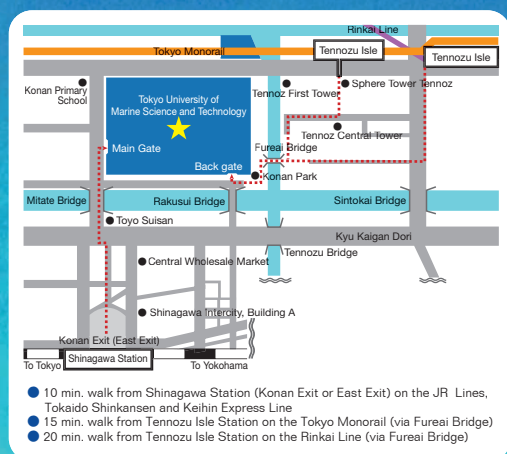 Rinkai Line
Tokyo Monorail
Tennozu Isle
Tennozu Isle
Konan Primary
School
Tokyo University of
Marine Science and Technology
Tennoz First Tower
Sphere Tower Tennoz
Main Gate
Tennoz Central Tower
Fureai Bridge
Back gate
Konan Park
Mitate Bridge
Rakusui Bridge
Sintokai Bridge
Toyo Suisan
Kyu Kaigan Dori
Tennozu Bridge
Central Wholesale Market
Shinagawa Intercity, Building A
Konan Exit (East Exit)
Shinagawa Station
To Tokyo
To Yokohama
● 10 min. walk from Shinagawa Station (Konan Exit or East Exit) on the JR Lines,
Tokaido Shinkansen and Keihin Express Line
● 15 min. walk from Tennozu Isle Station on the Tokyo Monorail (via Fureai Bridge)
● 20 min. walk from Tennozu Isle Station on the Rinkai Line (via Fureai Bridge)